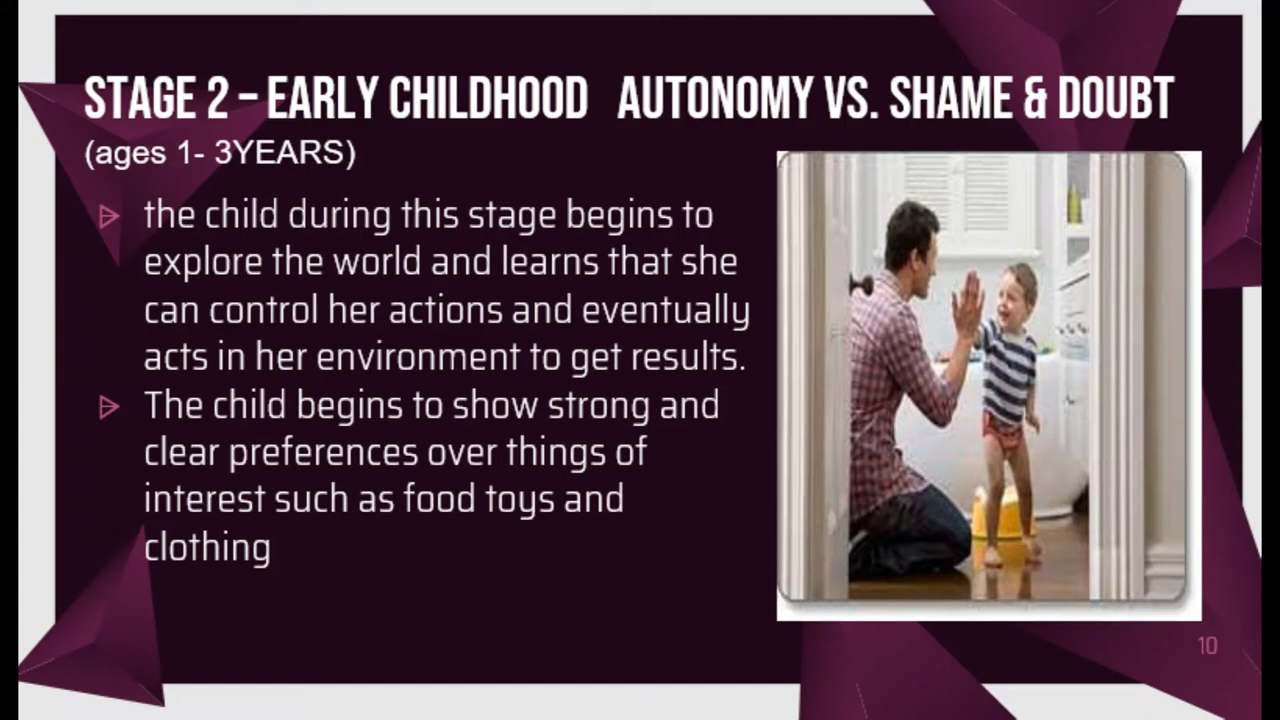 STAGE 2 – EARLY CHILDHOOD AUTONOMY VS. SHAME & DOUBT
(ages 1- 3YEARS)
the child during this stage begins to
explore the world and learns that she
can control her actions and eventually
acts in her environment to get results.
The child begins to show strong and
clear preferences over things of
interest such as food toys and
clothing
10